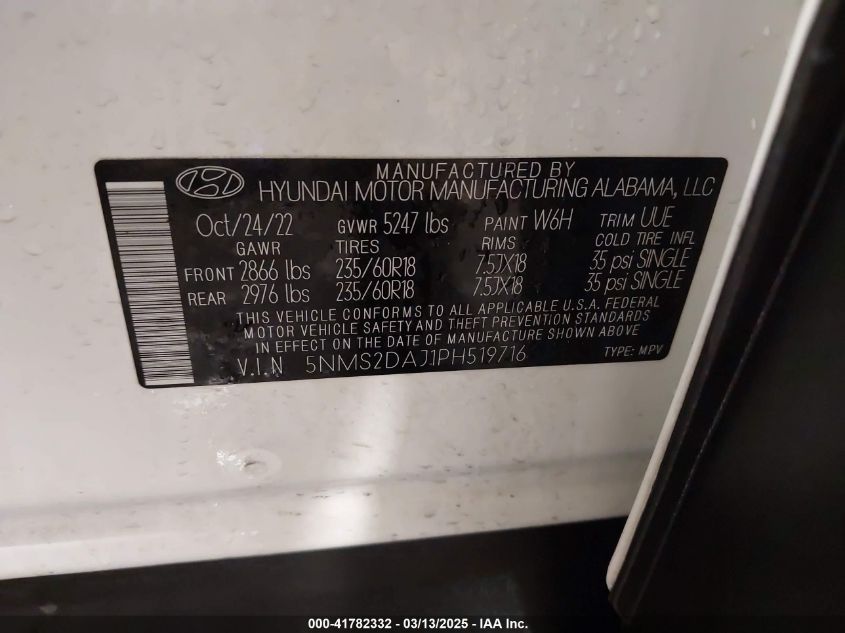 MANUFACTURED BY
HYUNDAI MOTOR MANUFACTURING ALABAMA, LLC
Oct/24/22 GVWR 5247 lbs PAINT W6H TRIM UUE
GAWR TIRES RIMS COLD TIRE INFL
FRONT 2866 lbs 235/60R18 7.5JX18 35 psi SINGLE
REAR 2976 lbs 235/60R18 7.5JX18 35 psi SINGLE
THIS VEHICLE CONFORMS TO ALL APPLICABLE U.S.A. FEDERAL
MOTOR VEHICLE SAFETY AND THEFT PREVENTION STANDARDS
IN EFFECT ON THE DATE OF MANUFACTURE SHOWN ABOVE
V.I.N 5NMS2DAJ1PH519716 TYPE: MPV
000-41782332 - 03/13/2025 - IAA Inc.